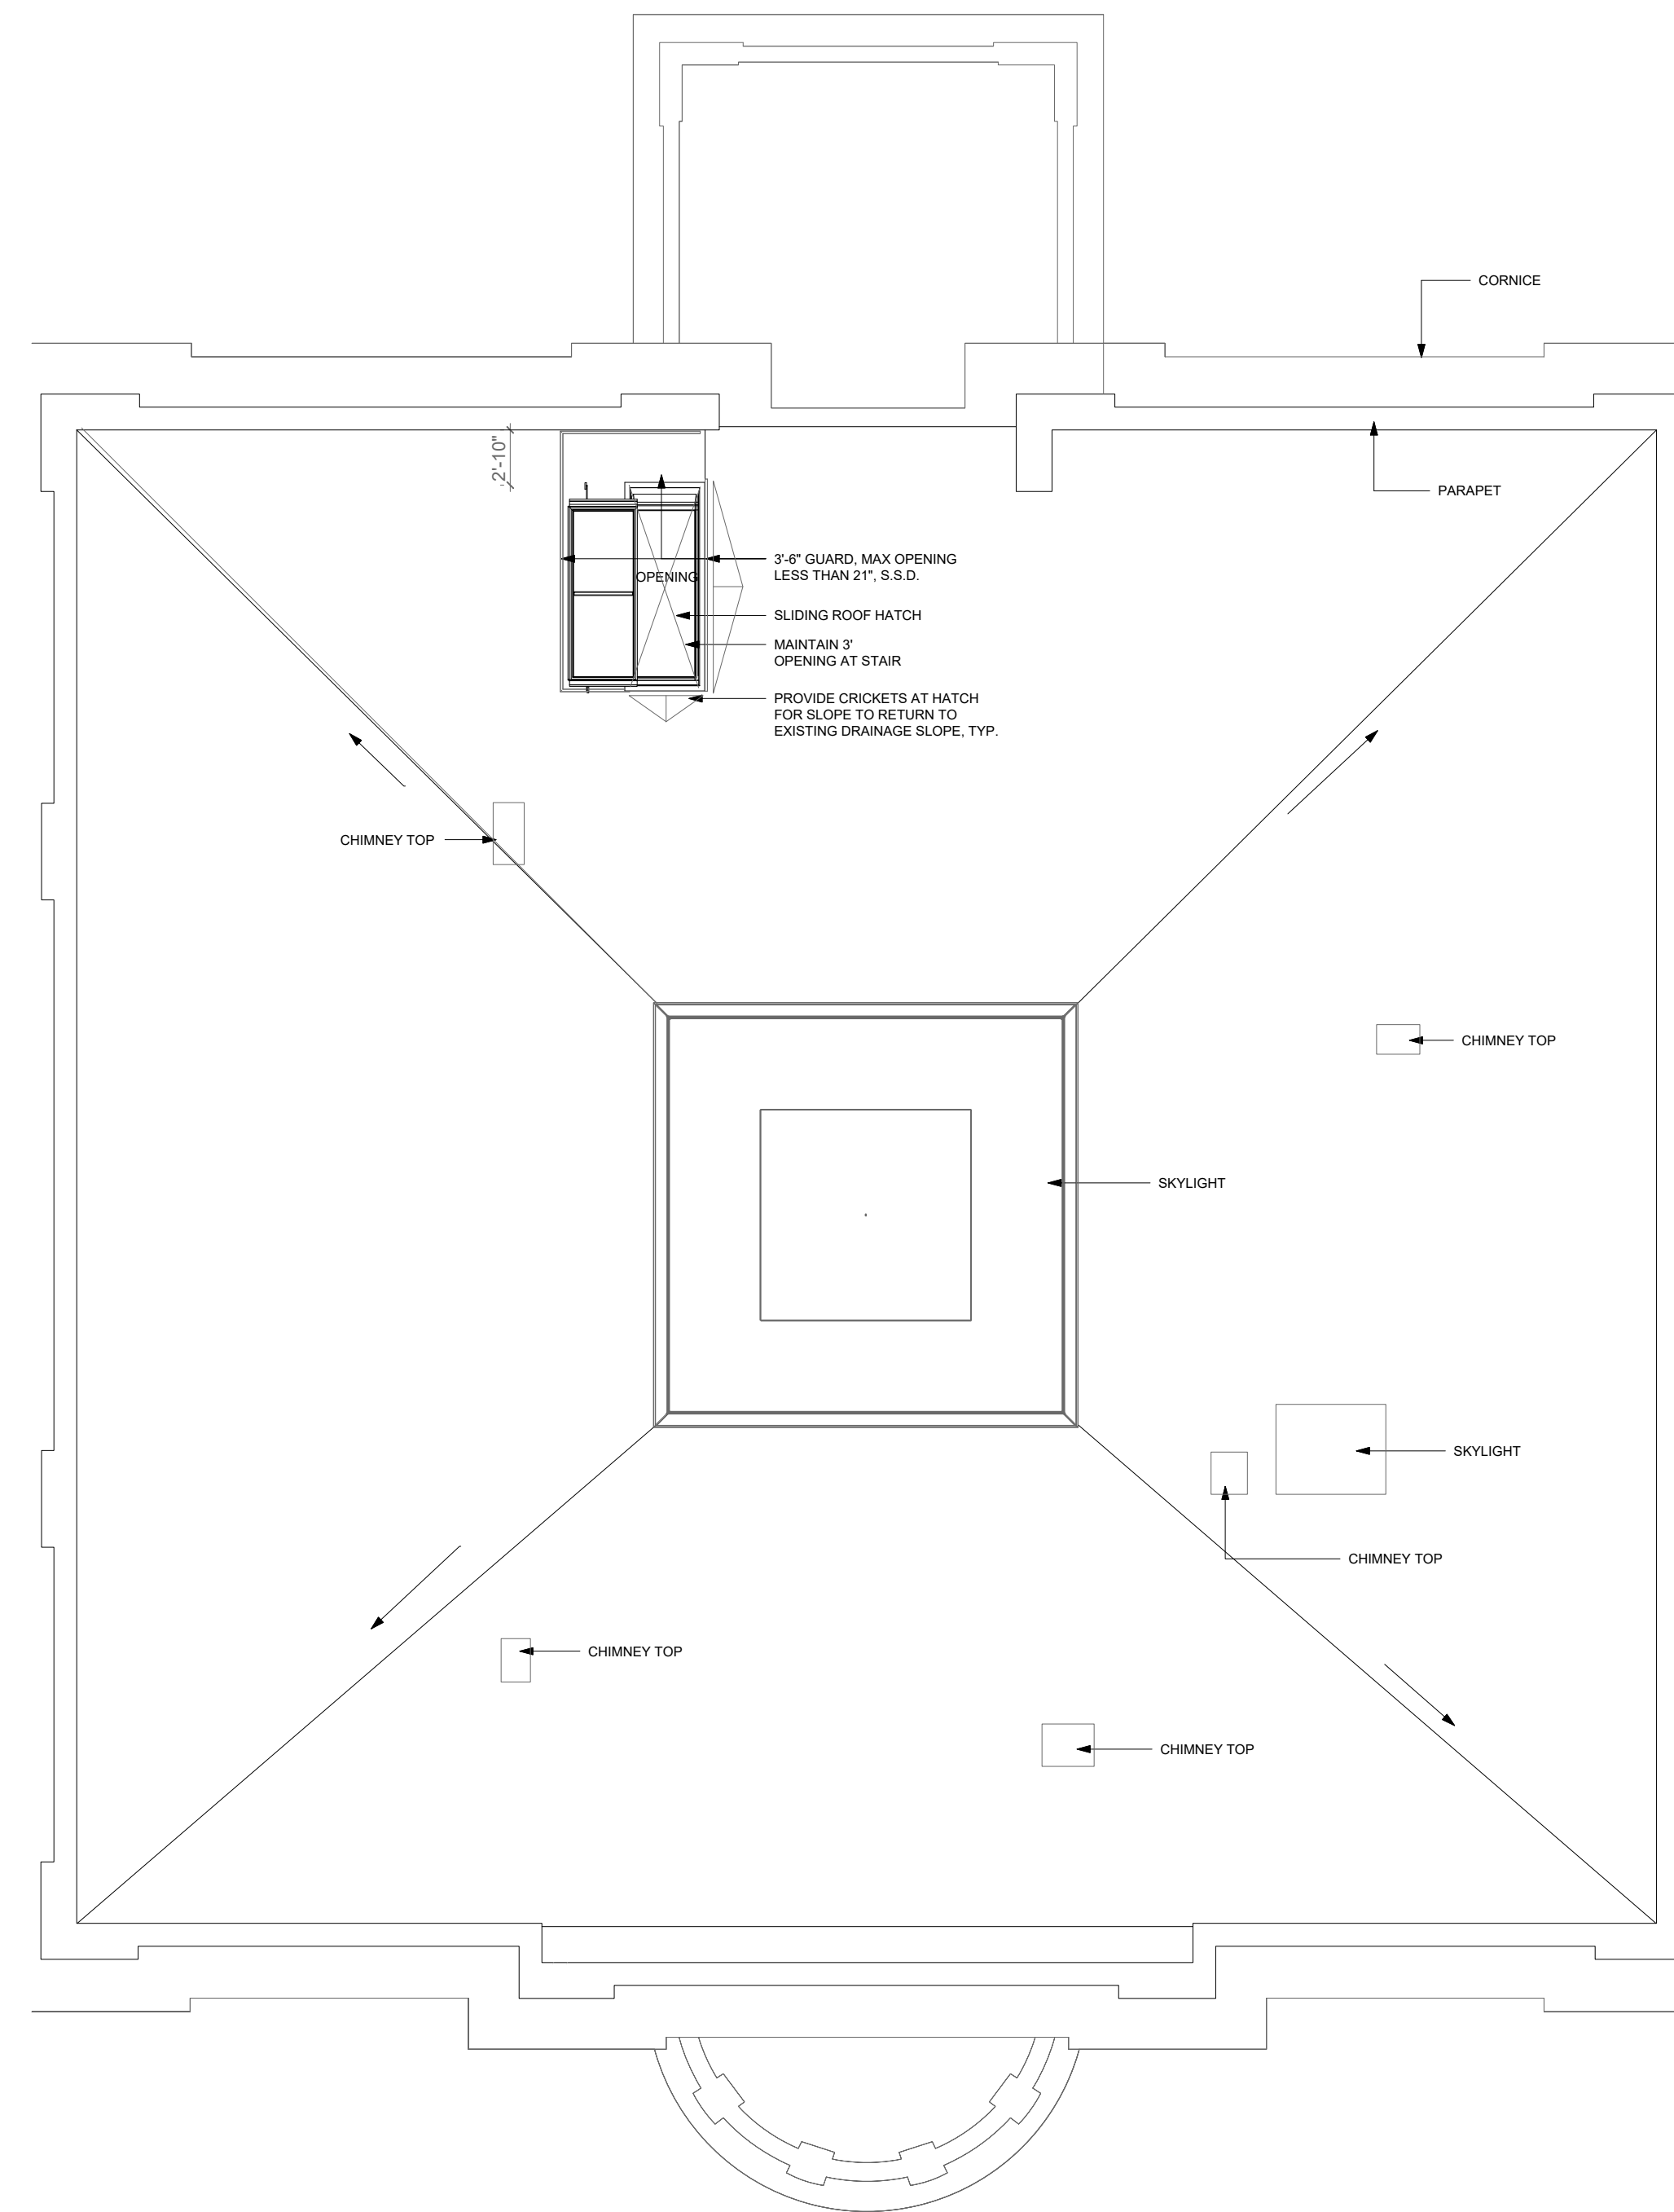 CORNICE
2'-10"
PARAPET
3'-6" GUARD, MAX OPENING
LESS THAN 21", S.S.D.
OPENING
SLIDING ROOF HATCH
MAINTAIN 3'
OPENING AT STAIR
PROVIDE CRICKETS AT HATCH
FOR SLOPE TO RETURN TO
EXISTING DRAINAGE SLOPE, TYP.
CHIMNEY TOP
CHIMNEY TOP
SKYLIGHT
SKYLIGHT
CHIMNEY TOP
CHIMNEY TOP
CHIMNEY TOP